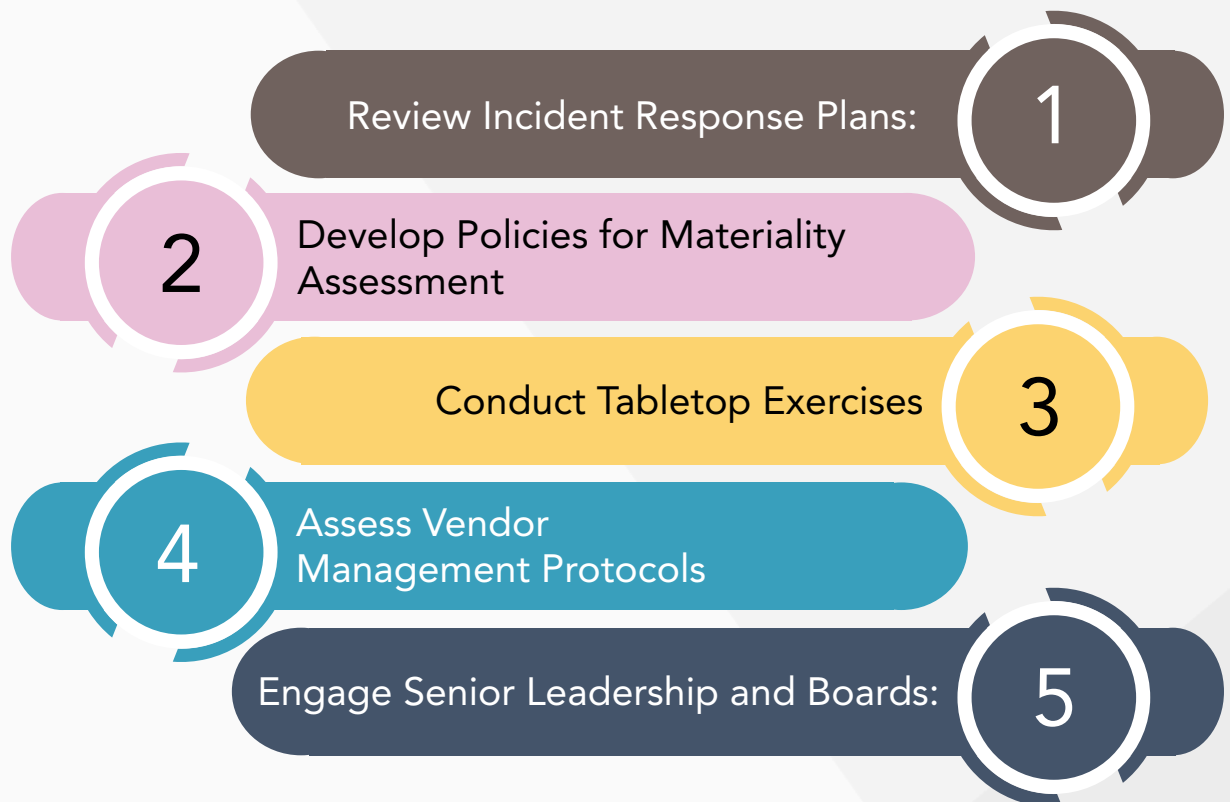 Review Incident Response Plans:
1
2
Develop Policies for Materiality
Assessment
Conduct Tabletop Exercises
3
4
Assess Vendor
Management Protocols
Engage Senior Leadership and Boards:
5